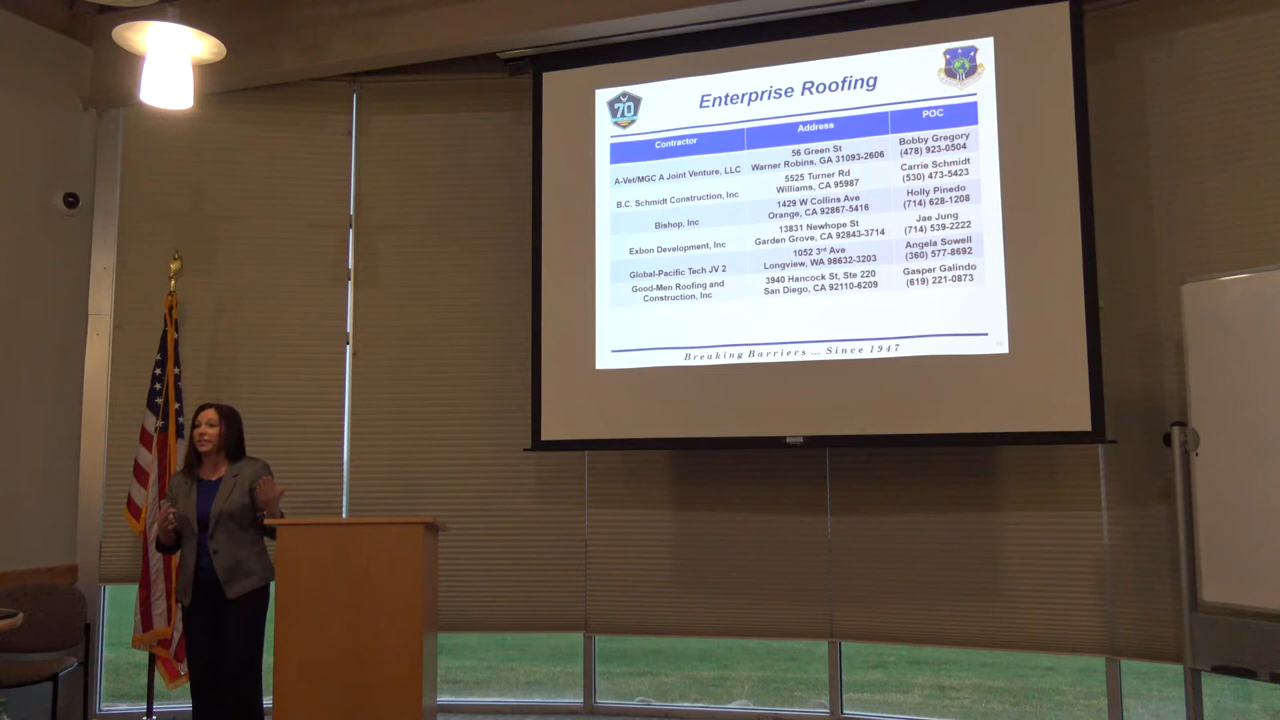 Enterprise Roofing
70
Contractor Address POC
A-Vet/MGC A Joint Venture, LLC
56 Green St
Warner Robins, GA 31093-2606
Bobby Gregory
(478) 923-0504
B.C. Schmidt Construction, Inc
5525 Turner Rd
Williams, CA 95987
Carrie Schmidt
(530) 473-5423
Bishop, Inc
1429 W Collins Ave
Orange, CA 92867-5416
Holly Pinedo
(714) 628-1208
Exbon Development, Inc
13831 Newhope St
Garden Grove, CA 92843-3714
Jae Jung
(714) 539-2222
Global-Pacific Tech JV 2
1052 3rd Ave
Longview, WA 98632-3203
Angela Sowell
(360) 577-8692
Good-Men Roofing and
Construction, Inc
3940 Hancock St, Ste 220
San Diego, CA 92110-6209
Gasper Galindo
(619) 221-0873
Breaking Barriers ... Since 1947